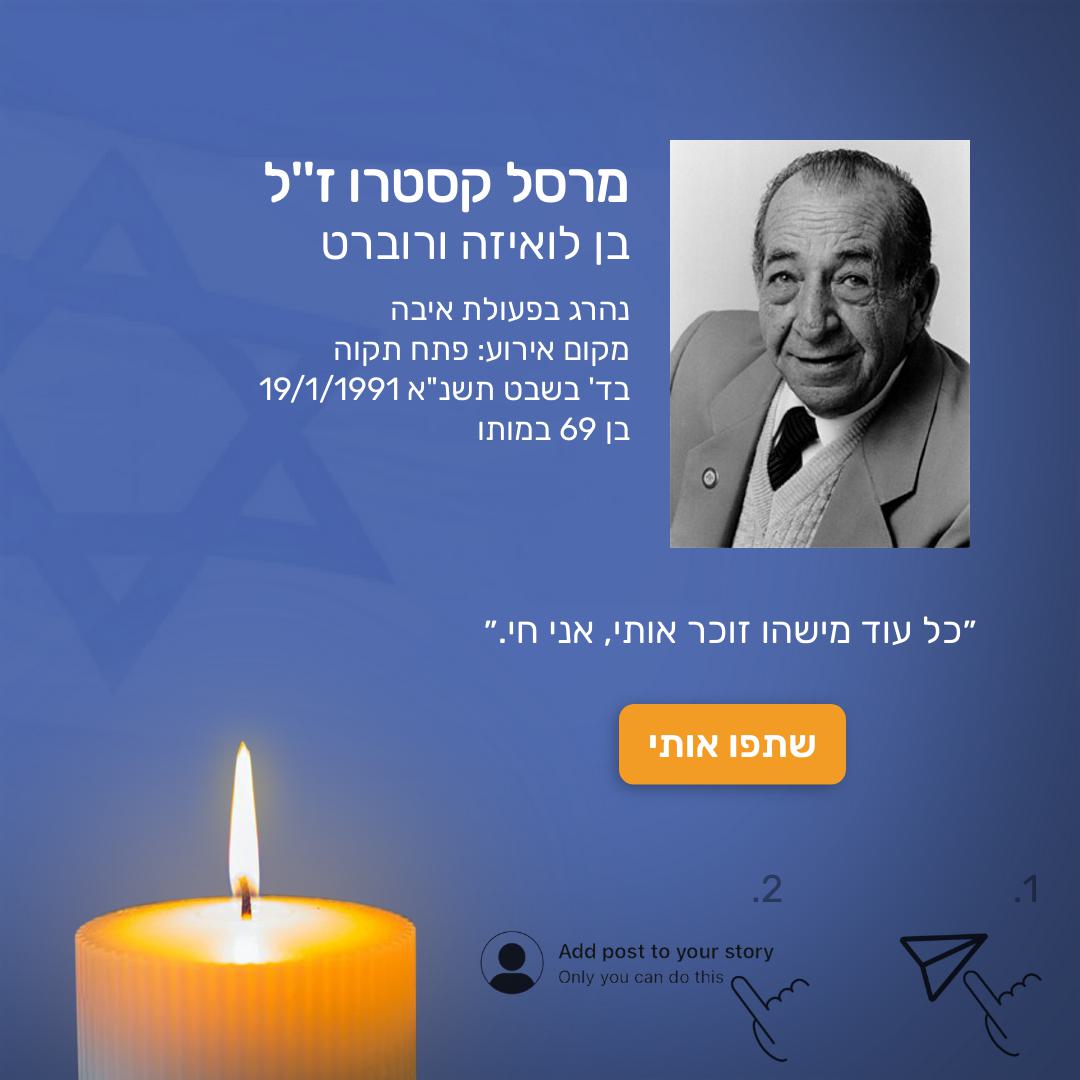 מרסל קסטרו ז"ל
בן לואיזה ורוברט
נהרג בפעולת איבה
מקום אירוע: פתח תקוה
בד' בשבט תשנ"א 19/1/1991
בן 69 במותו
״כל עוד מישהו זוכר אותי, אני חי.״
שתפו אותי
1.
2.
Add post to your story
Only you can do this